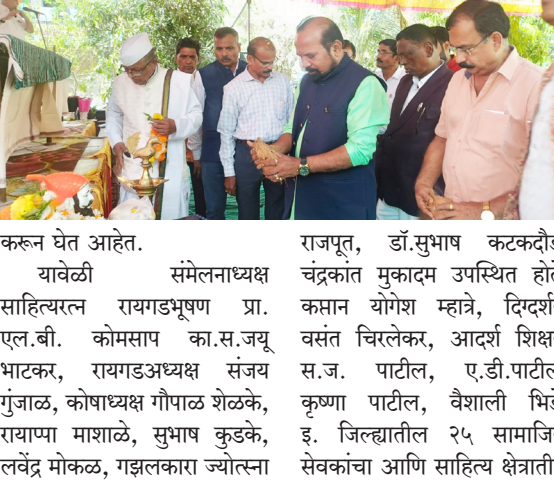 करून घेत आहेत.
यावेळी संमेलनाध्यक्ष
साहित्यरत्न रायगडभूषण प्रा.
एल.बी. कोमसाप का.स.जयू
भाटकर, रायगडअध्यक्ष संजय
गुंजाळ, कोषाध्यक्ष गौपाळ शेळके,
रायाप्पा माशाळे, सुभाष कुडके,
लवेंद्र मोकळ, गझलकारा ज्योत्स्ना
राजपूत, डॉ.सुभाष कटकदौंड
चंद्रकांत मुकादम उपस्थित होते
कप्तान योगेश म्हात्रे, दिग्दर्श
वसंत चिरलेकर, आदर्श शिक्ष
स.ज. पाटील, ए.डी.पाटील
कृष्णा पाटील, वैशाली भिडे
इ. जिल्ह्यातील २५ सामाजि
सेवकांचा आणि साहित्य क्षेत्राती